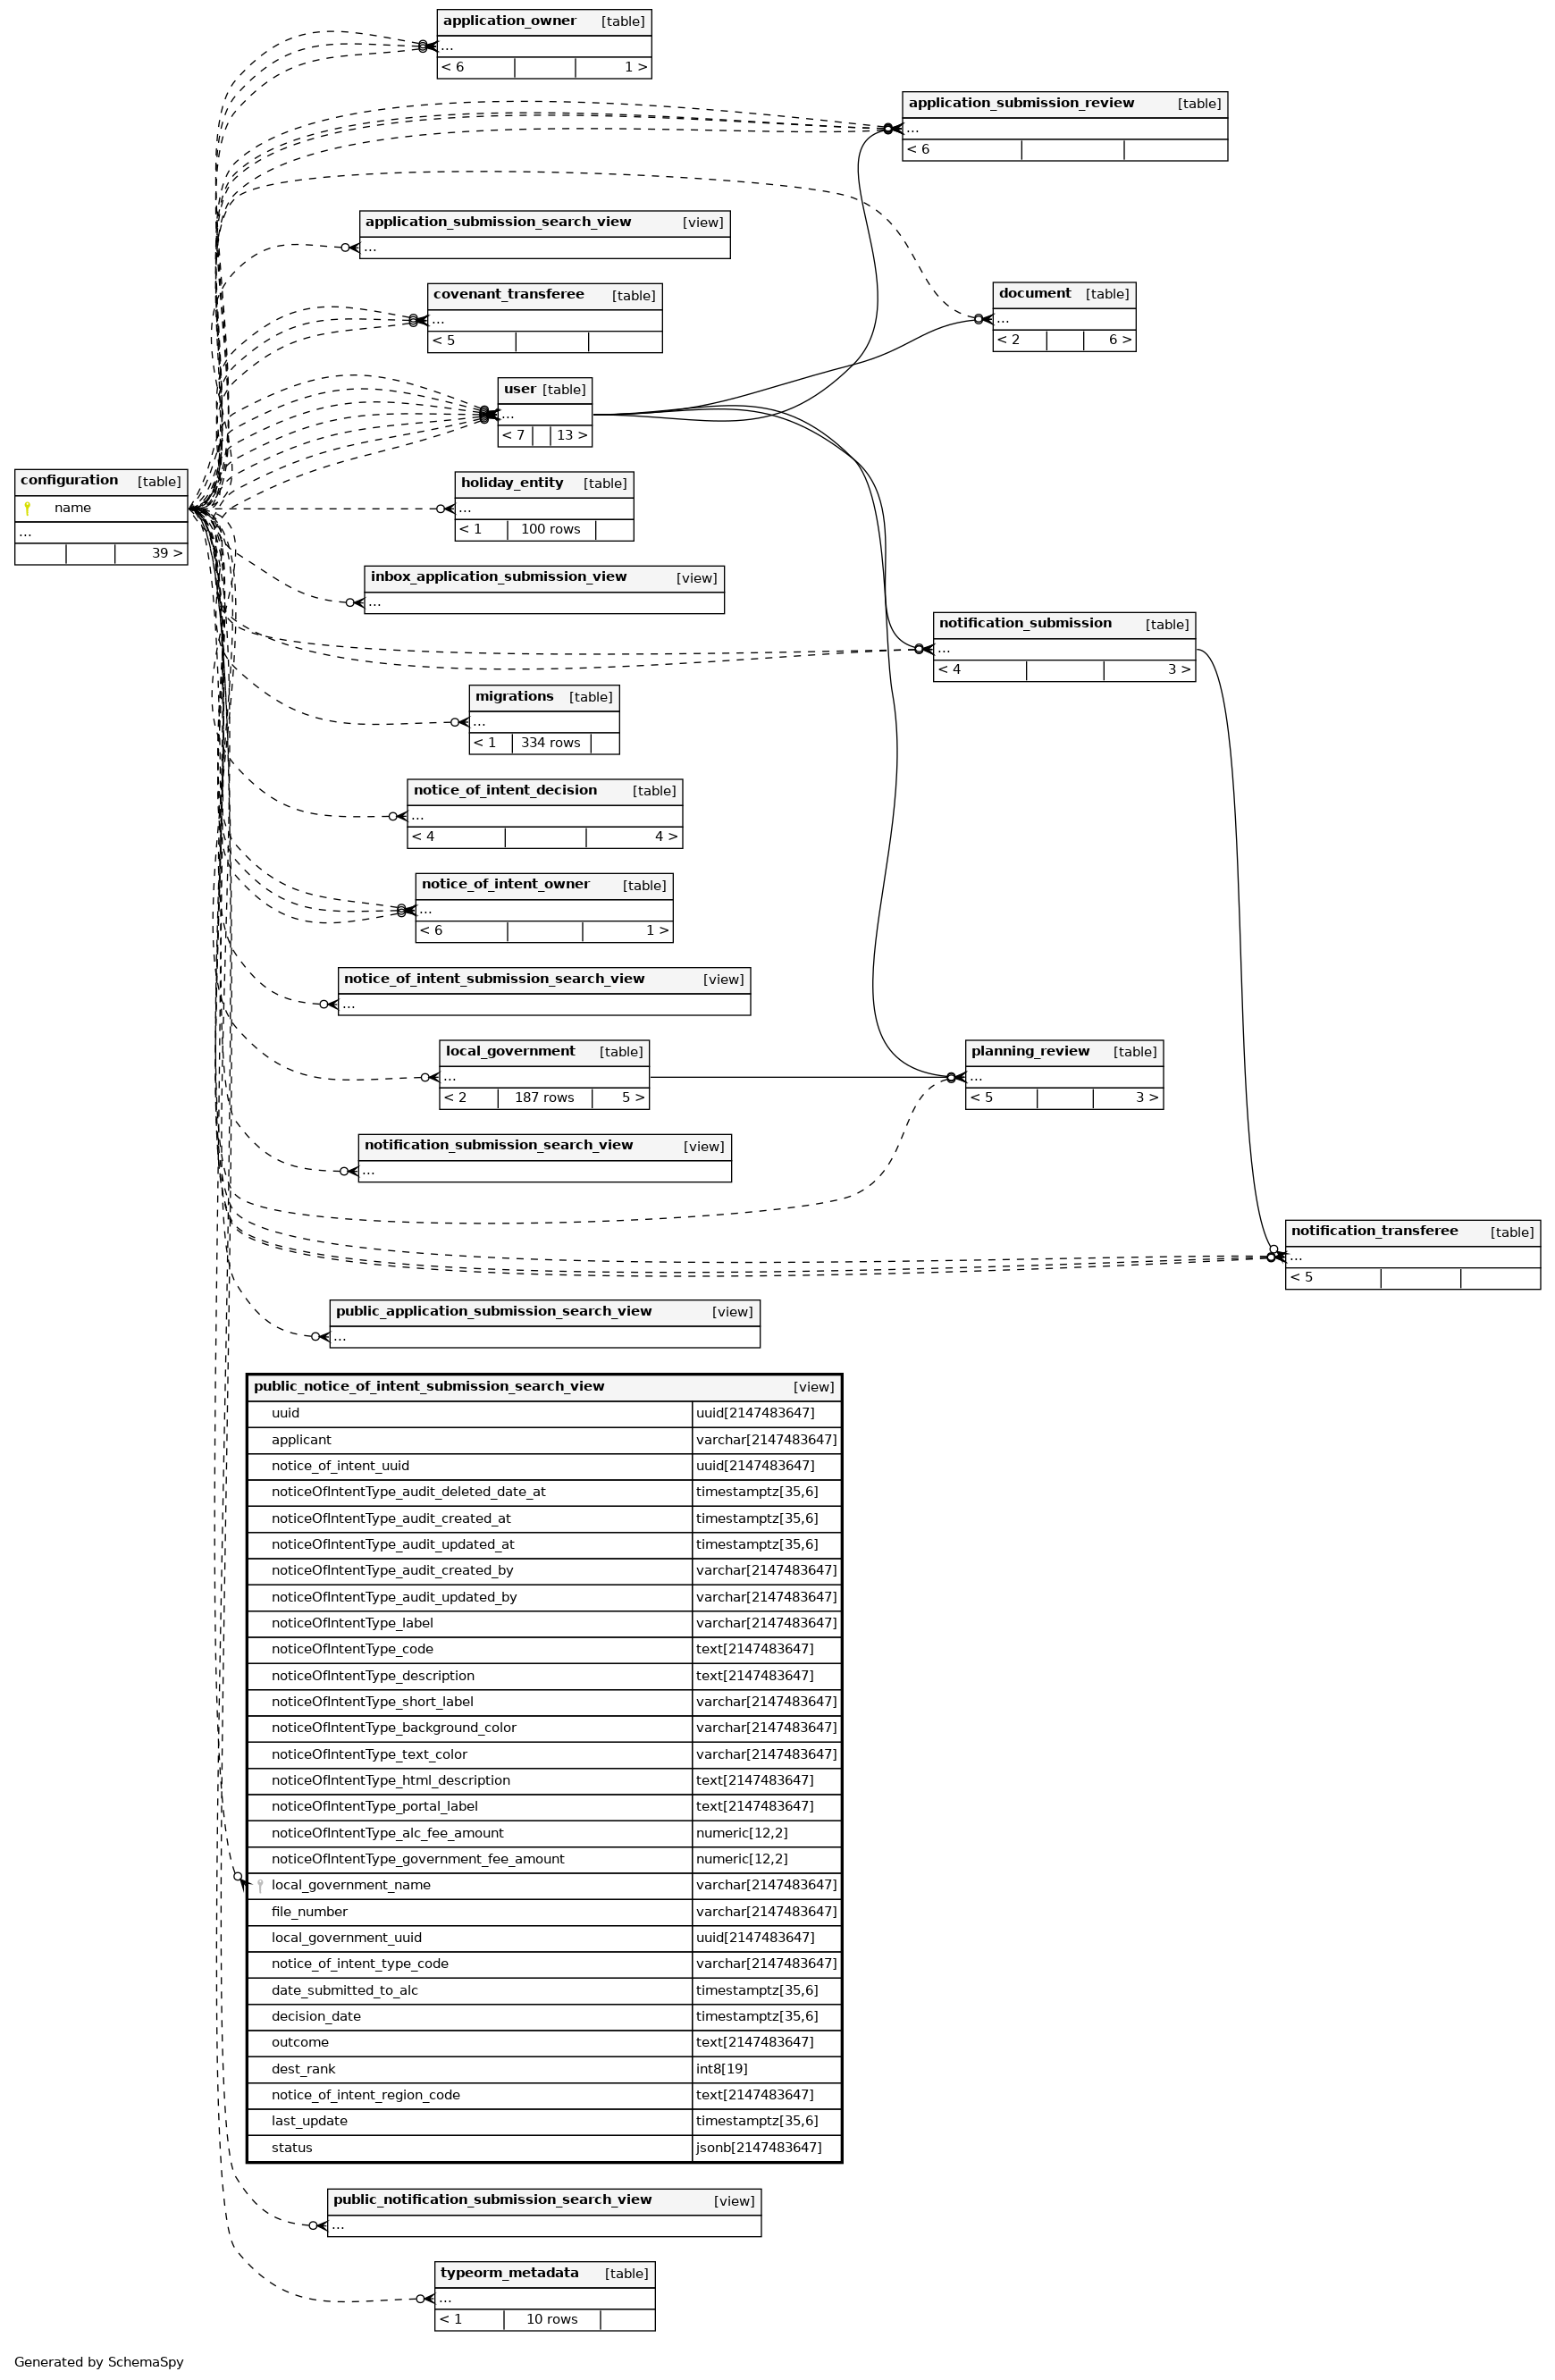 application_owner [table]
...
< 6 1 >
application_submission_review [table]
...
< 6
application_submission_search_view [view]
...
covenant_transferee [table]
...
< 5
document [table]
...
< 2 6 >
user [table]
...
< 7 13 >
configuration [table]
name
...
39 >
holiday_entity [table]
...
< 1 100 rows
inbox_application_submission_view [view]
...
notification_submission [table]
...
< 4 3 >
migrations [table]
...
< 1 334 rows
notice_of_intent_decision [table]
...
< 4 4 >
notice_of_intent_owner [table]
...
< 6 1 >
notice_of_intent_submission_search_view [view]
...
local_government [table]
...
< 2 187 rows 5 >
planning_review [table]
...
< 5 3 >
notification_submission_search_view [view]
...
notification_transferee [table]
...
< 5
public_application_submission_search_view [view]
...
public_notice_of_intent_submission_search_view [view]
uuid uuid[2147483647]
applicant varchar[2147483647]
notice_of_intent_uuid uuid[2147483647]
noticeOfIntentType_audit_deleted_date_at timestamptz[35,6]
noticeOfIntentType_audit_created_at timestamptz[35,6]
noticeOfIntentType_audit_updated_at timestamptz[35,6]
noticeOfIntentType_audit_created_by varchar[2147483647]
noticeOfIntentType_audit_updated_by varchar[2147483647]
noticeOfIntentType_label varchar[2147483647]
noticeOfIntentType_code text[2147483647]
noticeOfIntentType_description text[2147483647]
noticeOfIntentType_short_label varchar[2147483647]
noticeOfIntentType_background_color varchar[2147483647]
noticeOfIntentType_text_color varchar[2147483647]
noticeOfIntentType_html_description text[2147483647]
noticeOfIntentType_portal_label text[2147483647]
noticeOfIntentType_alc_fee_amount numeric[12,2]
noticeOfIntentType_government_fee_amount numeric[12,2]
local_government_name varchar[2147483647]
file_number varchar[2147483647]
local_government_uuid uuid[2147483647]
notice_of_intent_type_code varchar[2147483647]
date_submitted_to_alc timestamptz[35,6]
decision_date timestamptz[35,6]
outcome text[2147483647]
dest_rank int8[19]
notice_of_intent_region_code text[2147483647]
last_update timestamptz[35,6]
status jsonb[2147483647]
public_notification_submission_search_view [view]
...
typeorm_metadata [table]
...
< 1 10 rows
Generated by SchemaSpy